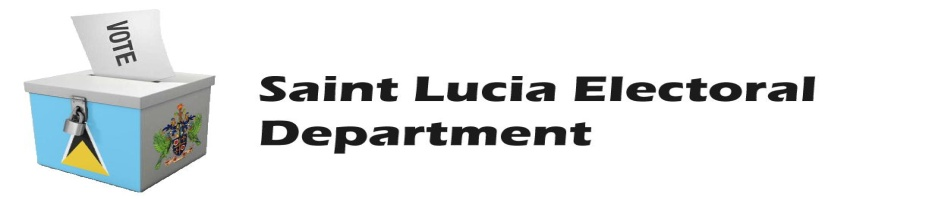 VOTE
Saint Lucia Electoral
Department